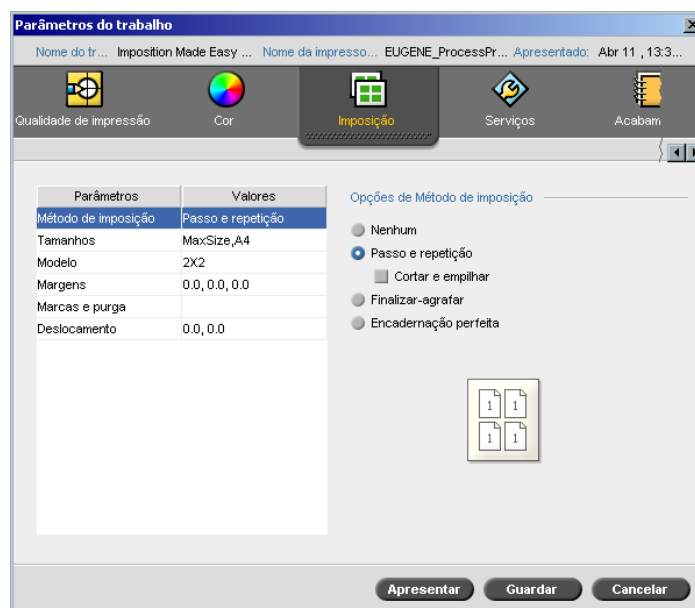 Parâmetros do trabalho
Nome do tr... Imposition Made Easy ... Nome da impresso... EUGENE_ProcessPr... Apresentado: Abr 11 , 13:3...
Qualidade de impressão Cor Imposição Serviços Acabam
Parâmetros Valores
Método de imposição Passo e repetição
Tamanhos MaxSize,A4
Modelo 2X2
Margens 0.0, 0.0, 0.0
Marcas e purga
Deslocamento 0.0, 0.0
Opções de Método de imposição
Nenhum
Passo e repetição
Cortar e empilhar
Finalizar-agrafar
Encadernação perfeita
1 1
1 1
Apresentar Guardar Cancelar